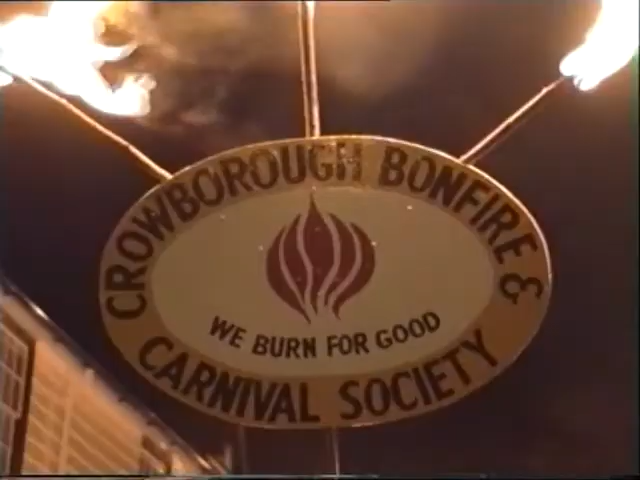 CROWBOROUGH BONFIRE &
WE BURN FOR GOOD
CARNIVAL SOCIETY